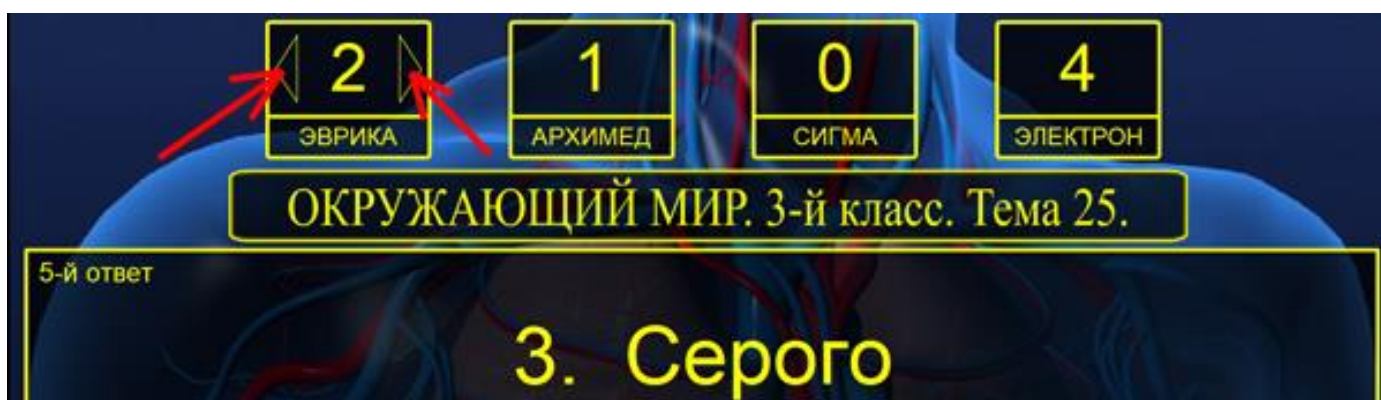 2 1 0 4
ЭВРИКА АРХИМЕД СИГМА ЭЛЕКТРОН
ОКРУЖАЮЩИЙ МИР. 3-й класс. Тема 25.
5-й ответ
3. Серого